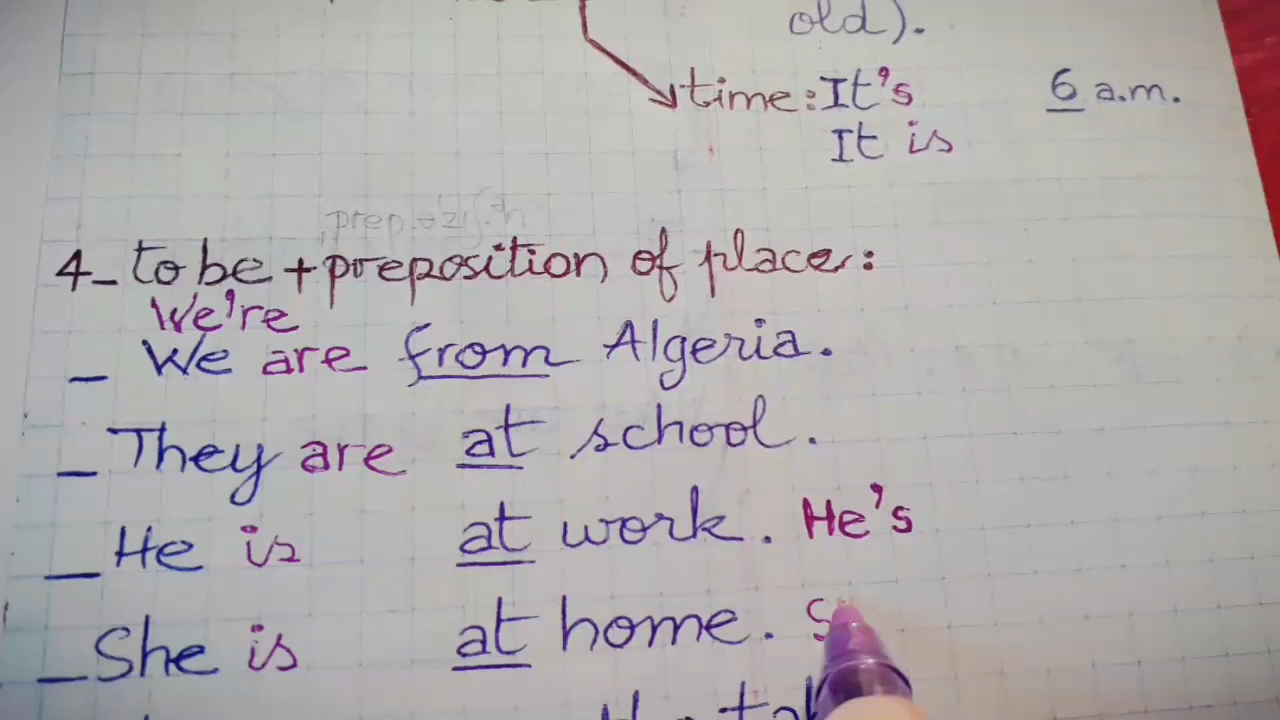 old).
time: It's 6 a.m.
It is
4_ to be + preposition of place:
We're
_ We are from Algeria.
_ They are at school.
_ He is at work. He's
_ She is at home. S